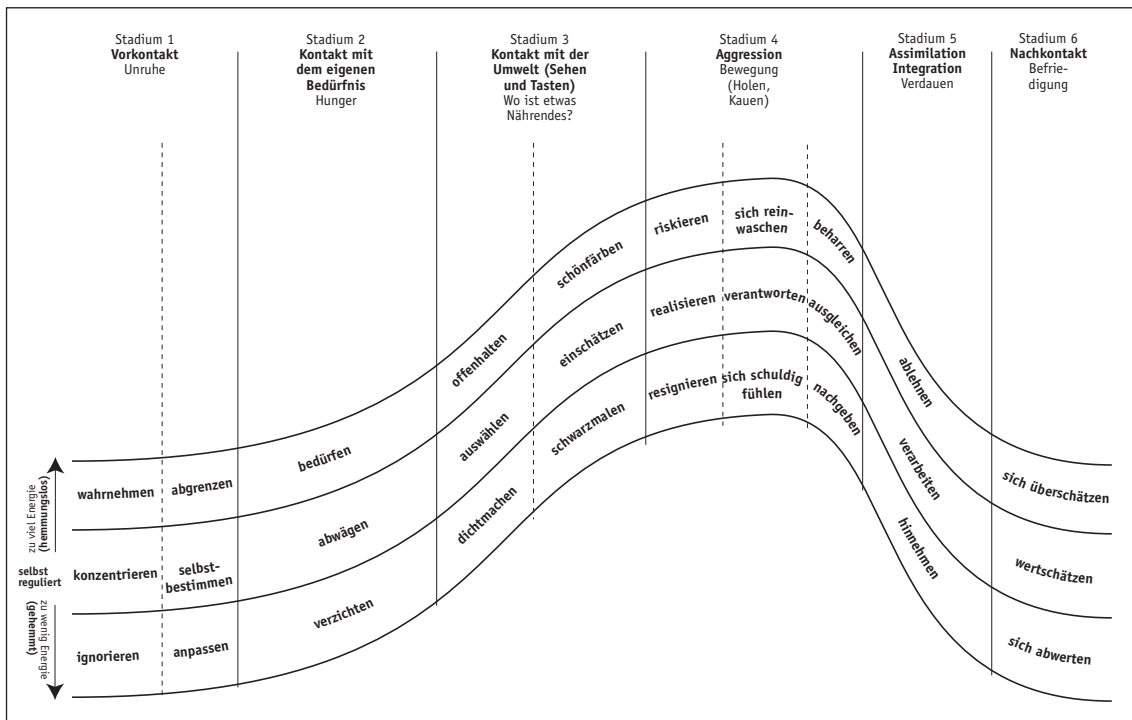 Stadium 1
Vorkontakt
Unruhe
Stadium 2
Kontakt mit
dem eigenen
Bedürfnis
Hunger
Stadium 3
Kontakt mit der
Umwelt (Sehen
und Tasten)
Wo ist etwas
Nährendes?
Stadium 4
Aggression
Bewegung
(Holen,
Kauen)
Stadium 5
Assimilation
Integration
Verdauen
Stadium 6
Nachkontakt
Befrie-
digung
zu viel Energie
(hemmungslos)
selbst
reguliert
zu wenig Energie
(gehemmt)
wahrnehmen
abgrenzen
bedürfen
offenhalten
schönfärben
riskieren
sich rein-
waschen
beharren
ablehnen
sich überschätzen
konzentrieren
selbst-
bestimmen
abwägen
auswählen
einschätzen
realisieren
verantworten
ausgleichen
verarbeiten
wertschätzen
ignorieren
anpassen
verzichten
dichtmachen
schwarzmalen
resignieren
sich schuldig
fühlen
nachgeben
hinnehmen
sich abwerten